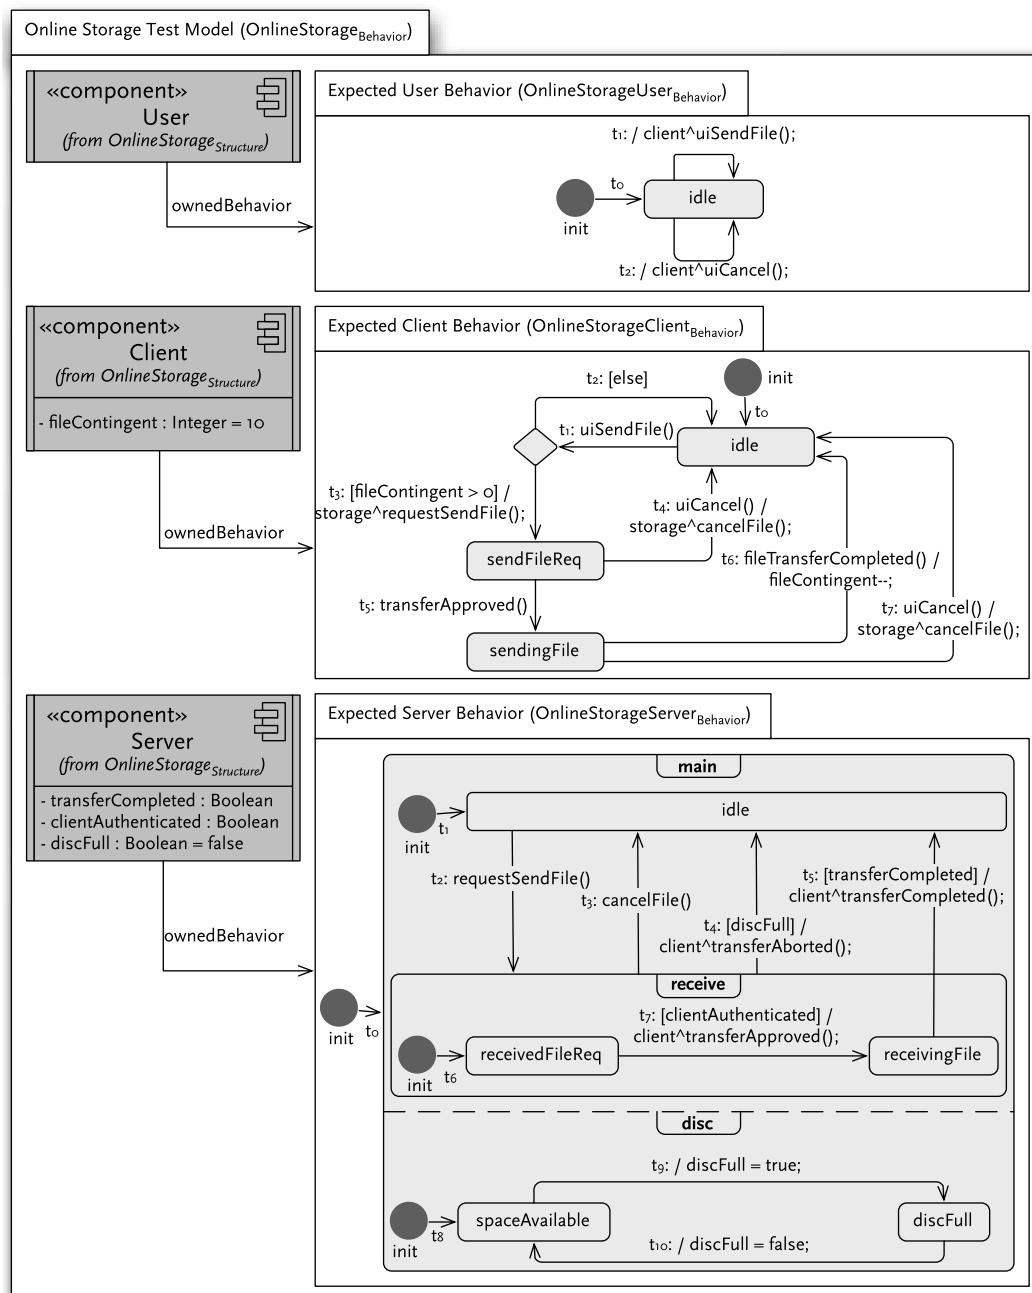 Online Storage Test Model (OnlineStorageBehavior)
«component»
User
(from OnlineStorageStructure)
ownedBehavior
Expected User Behavior (OnlineStorageUserBehavior)
t1: / client^uiSendFile();
t0
idle
init
t2: / client^uiCancel();
«component»
Client
(from OnlineStorageStructure)
- fileContingent : Integer = 10
ownedBehavior
Expected Client Behavior (OnlineStorageClientBehavior)
t2: [else]
init
t0
t1: uiSendFile()
idle
t3: [fileContingent > 0] /
storage^requestSendFile();
t4: uiCancel() /
storage^cancelFile();
sendFileReq
t6: fileTransferCompleted() /
fileContingent--;
t5: transferApproved()
t7: uiCancel() /
storage^cancelFile();
sendingFile
«component»
Server
(from OnlineStorageStructure)
- transferCompleted : Boolean
- clientAuthenticated : Boolean
- discFull : Boolean = false
ownedBehavior
Expected Server Behavior (OnlineStorageServerBehavior)
main
idle
t1
init
t2: requestSendFile()
t3: cancelFile()
t4: [discFull] /
client^transferAborted();
t5: [transferCompleted] /
client^transferCompleted();
receive
init
t0
t7: [clientAuthenticated] /
client^transferApproved();
receivedFileReq
receivingFile
init
t6
disc
t9: / discFull = true;
spaceAvailable
discFull
t8
init
t10: / discFull = false;